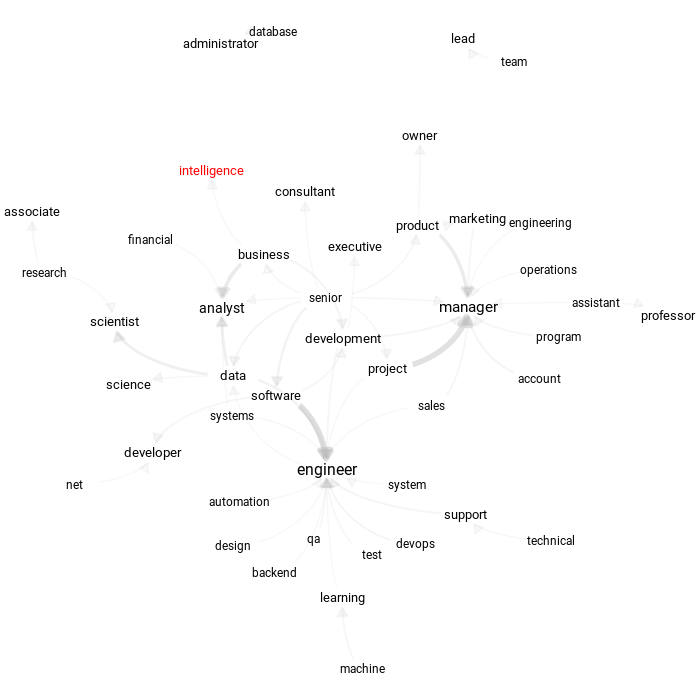 database
administrator
lead
team
owner
intelligence
consultant
associate
product
marketing
engineering
financial
executive
business
research
operations
senior
analyst
manager
assistant
professor
scientist
development
program
project
data
science
account
software
systems
sales
developer
engineer
net
system
automation
support
qa
design
devops
technical
test
backend
learning
machine